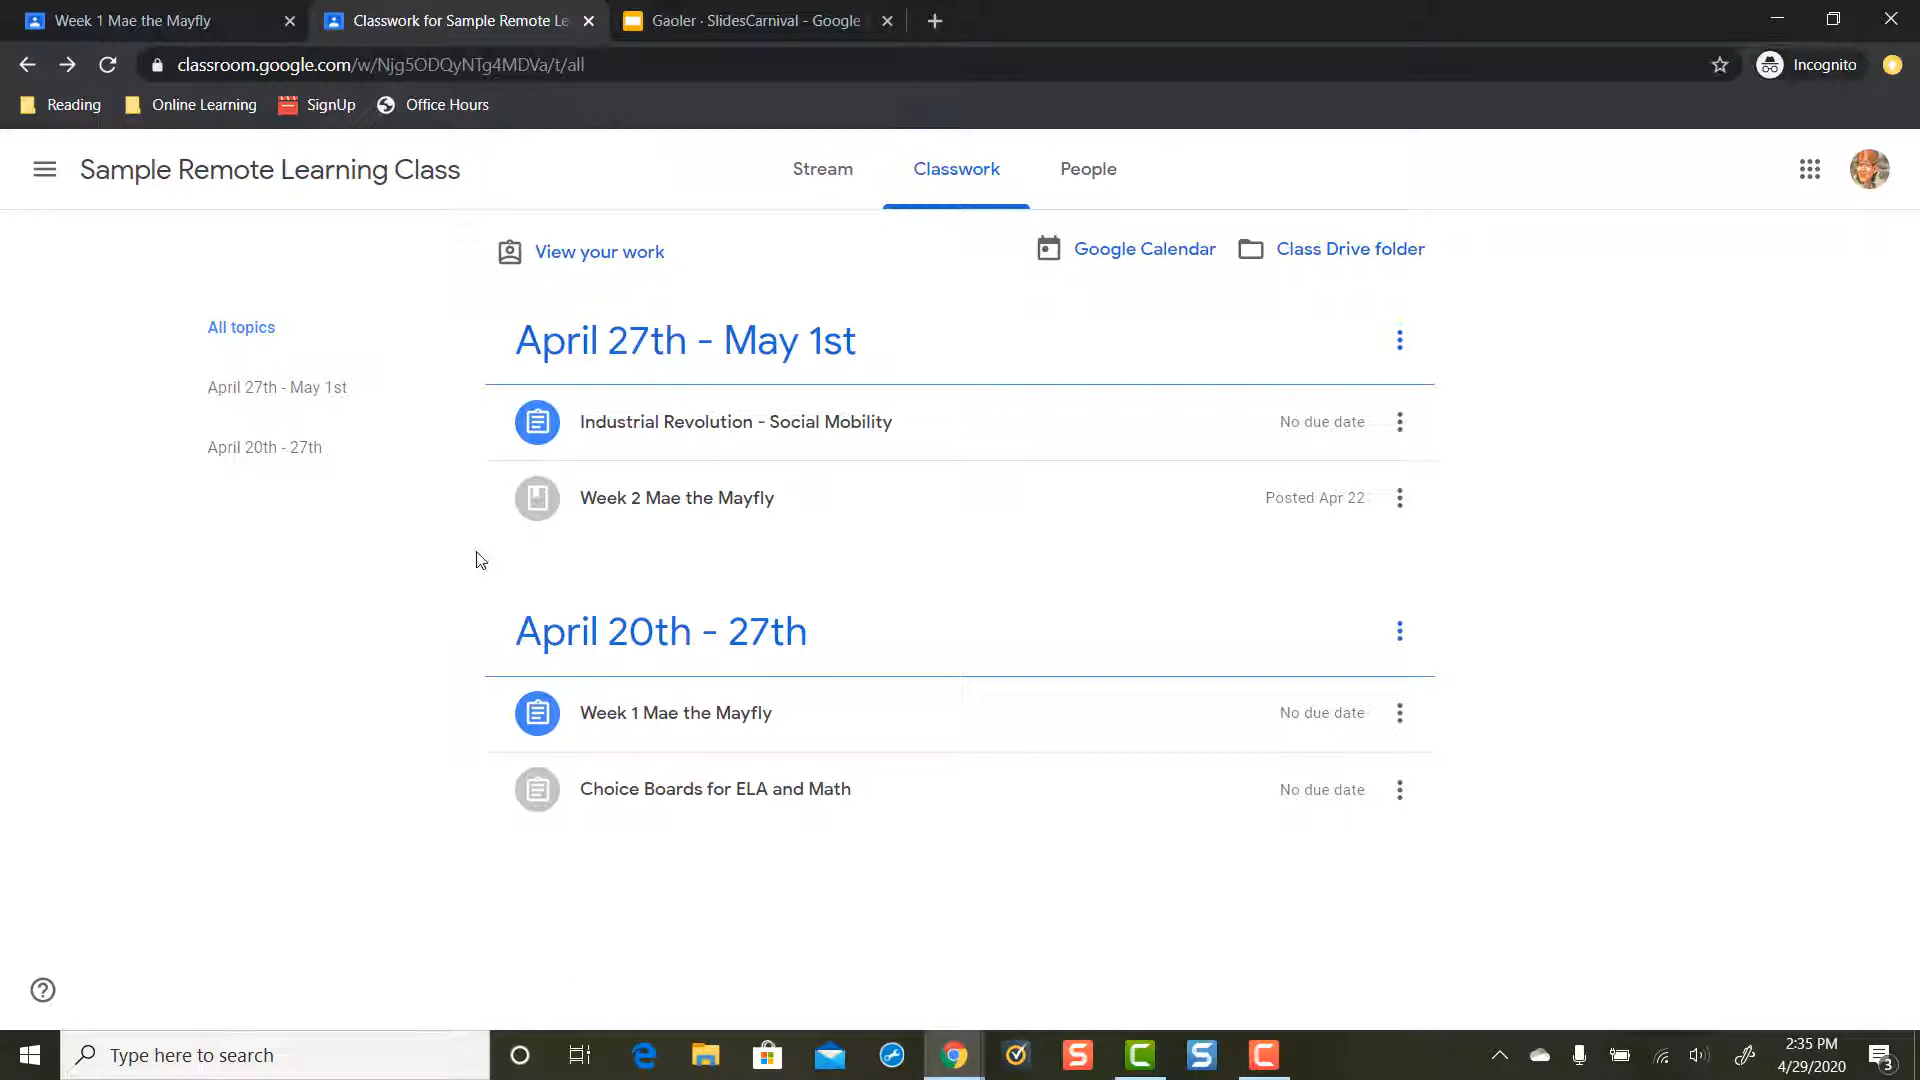 Week 1 Mae the Mayfly
Classwork for Sample Remote Le
Gaoler · SlidesCarnival - Google
classroom.google.com/w/Njg5ODQyNTg4MDVa/t/all
Incognito
Reading
Online Learning
SignUp
Office Hours
Sample Remote Learning Class
Stream
Classwork
People
View your work
Google Calendar
Class Drive folder
All topics
April 27th - May 1st
April 20th - 27th
April 27th - May 1st
Industrial Revolution - Social Mobility
No due date
Week 2 Mae the Mayfly
Posted Apr 22
April 20th - 27th
Week 1 Mae the Mayfly
No due date
Choice Boards for ELA and Math
No due date
Type here to search
2:35 PM
4/29/2020
3